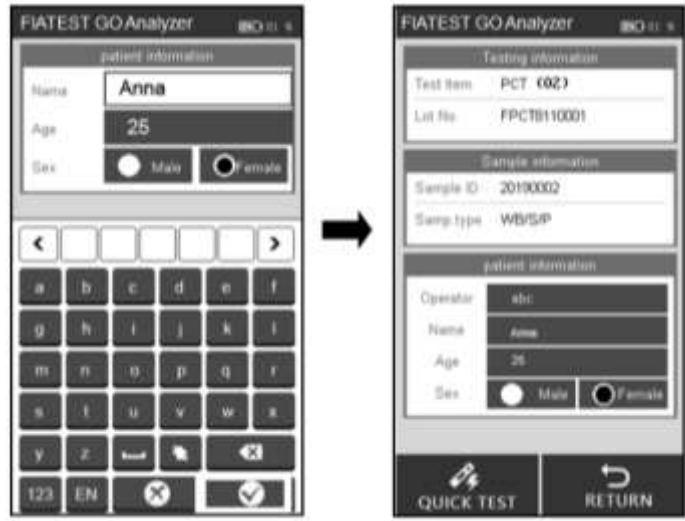 FIATEST GO Analyzer
patient information
Name Anna
Age 25
Sex Male Female
a b c d e f
g h i j k l
m n o p q r
s t u v w x
y z
123 EN
FIATEST GO Analyzer
Testing information
Test Item PCT (02)
Lot No FPCT8110001
Sample information
Sample ID 20190002
Samp.type WB/S/P
patient information
Operator abc
Name Anna
Age 25
Sex Male Female
QUICK TEST RETURN